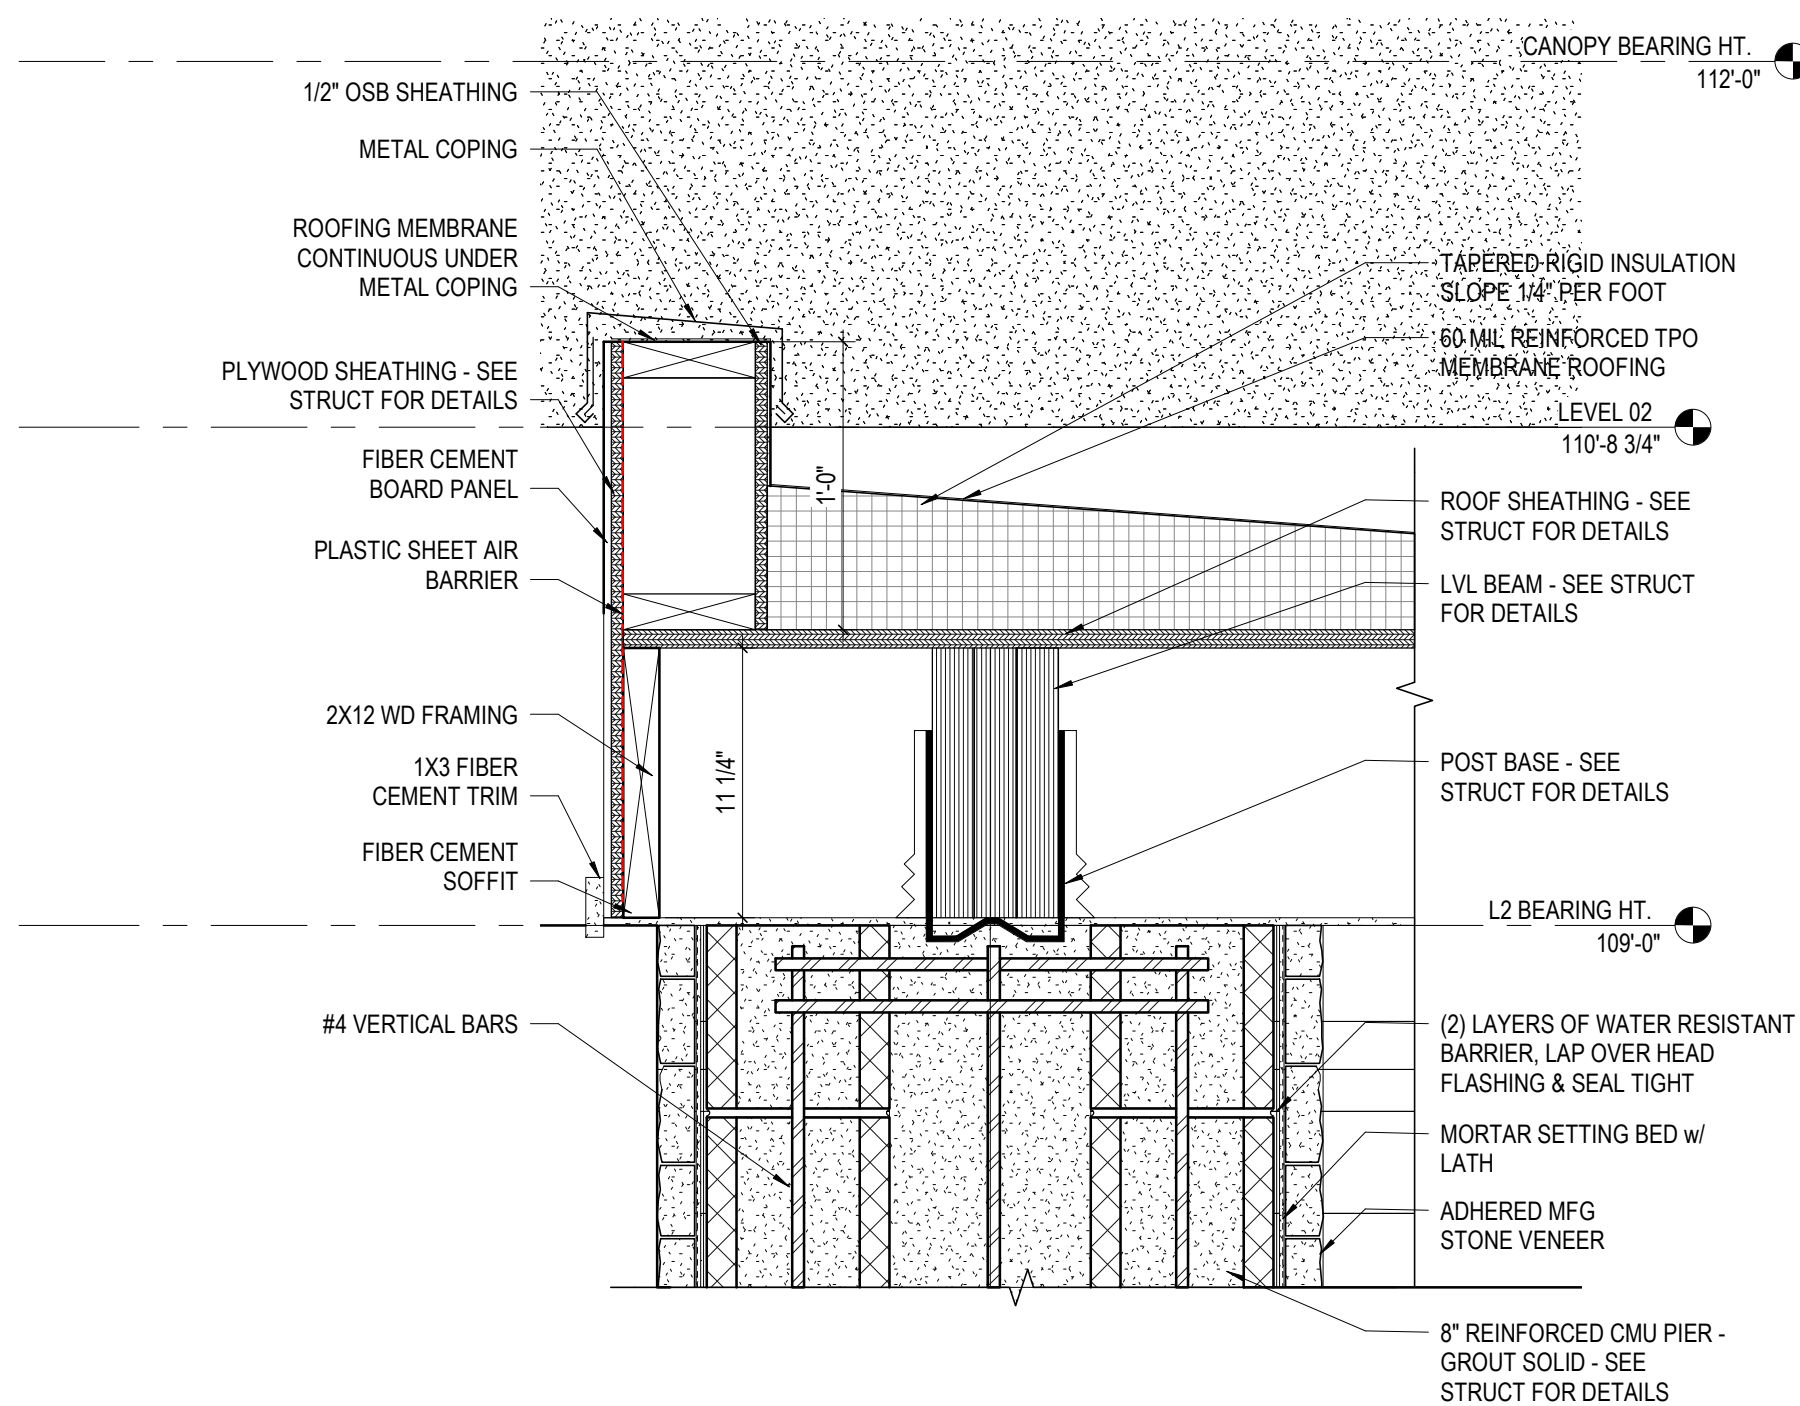 CANOPY BEARING HT.
112'-0"
1/2" OSB SHEATHING
METAL COPING
ROOFING MEMBRANE
CONTINUOUS UNDER
METAL COPING
PLYWOOD SHEATHING - SEE
STRUCT FOR DETAILS
FIBER CEMENT
BOARD PANEL
PLASTIC SHEET AIR
BARRIER
2X12 WD FRAMING
1X3 FIBER
CEMENT TRIM
FIBER CEMENT
SOFFIT
#4 VERTICAL BARS
1'-0"
11 1/4"
TAPERED RIGID INSULATION
SLOPE 1/4" PER FOOT
60 MIL REINFORCED TPO
MEMBRANE ROOFING
LEVEL 02
110'-8 3/4"
ROOF SHEATHING - SEE
STRUCT FOR DETAILS
LVL BEAM - SEE STRUCT
FOR DETAILS
POST BASE - SEE
STRUCT FOR DETAILS
L2 BEARING HT.
109'-0"
(2) LAYERS OF WATER RESISTANT
BARRIER, LAP OVER HEAD
FLASHING & SEAL TIGHT
MORTAR SETTING BED w/
LATH
ADHERED MFG
STONE VENEER
8" REINFORCED CMU PIER -
GROUT SOLID - SEE
STRUCT FOR DETAILS